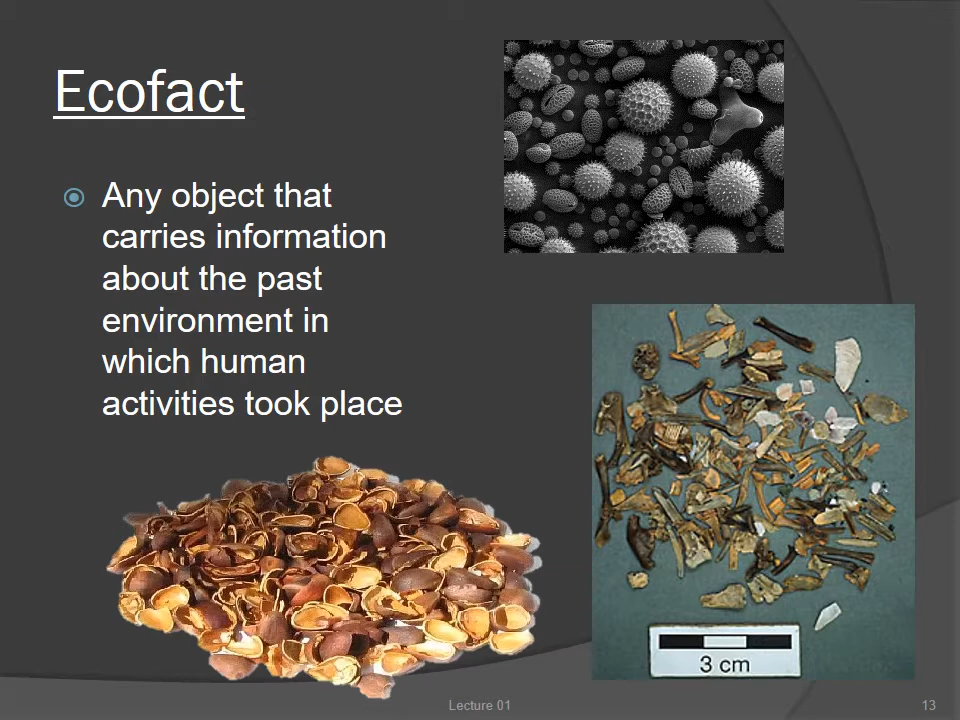 Ecofact
Any object that
carries information
about the past
environment in
which human
activities took place
3 cm
Lecture 01
13